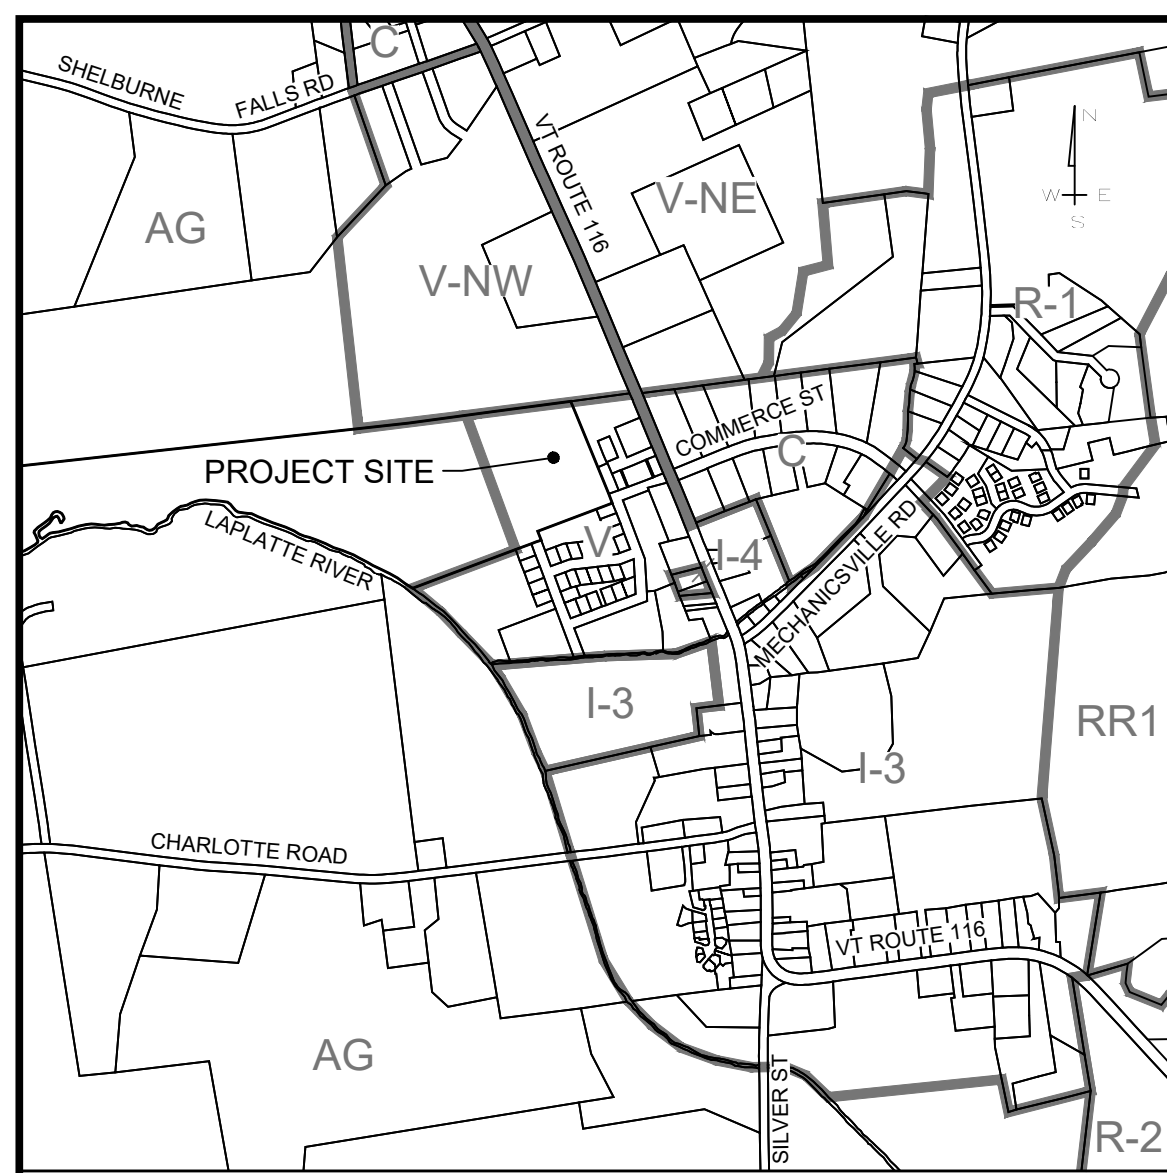 C
SHELBURNE
FALLS RD
VT ROUTE 116
N
W
E
S
V-NE
AG
V-NW
R-1
COMMERCE ST
C
PROJECT SITE
LAPLATTE RIVER
V
I-4
MECHANICSVILLE RD
I-3
RR1
I-3
CHARLOTTE ROAD
VT ROUTE 116
AG
SILVER ST
R-2